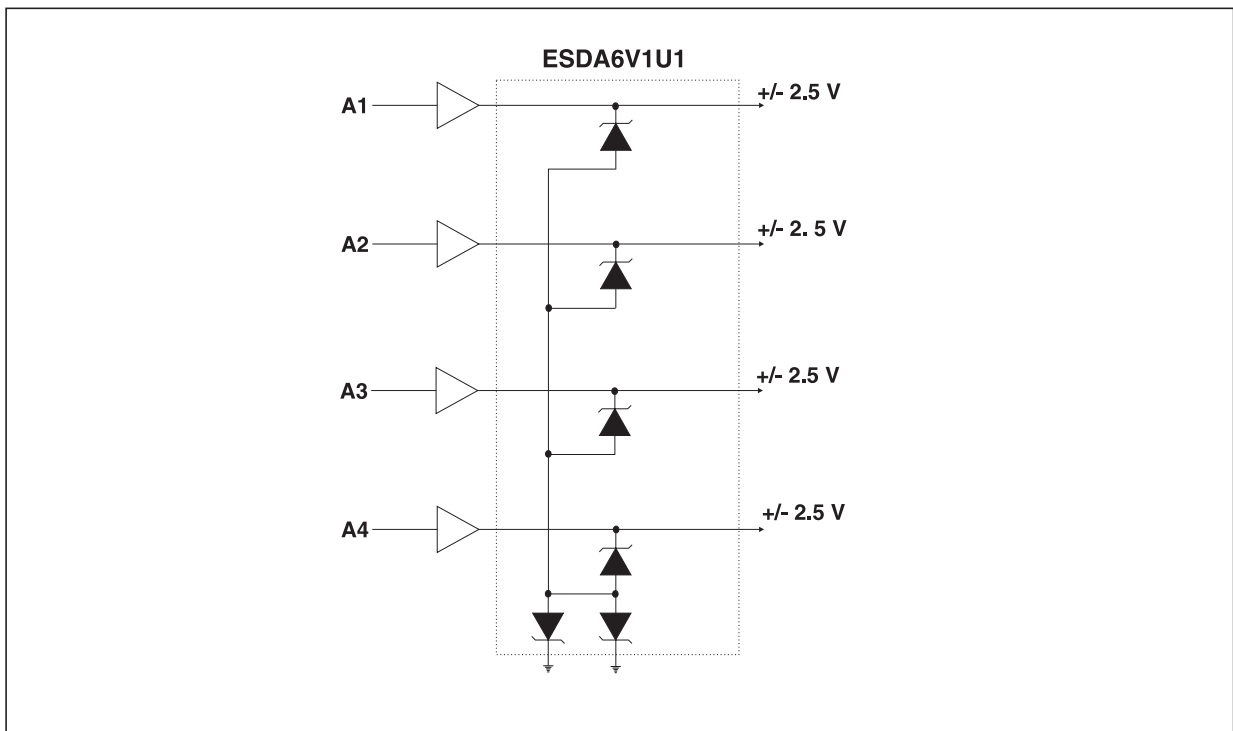 ESDA6V1U1
A1
+/- 2.5 V
A2
+/- 2. 5 V
A3
+/- 2.5 V
A4
+/- 2.5 V